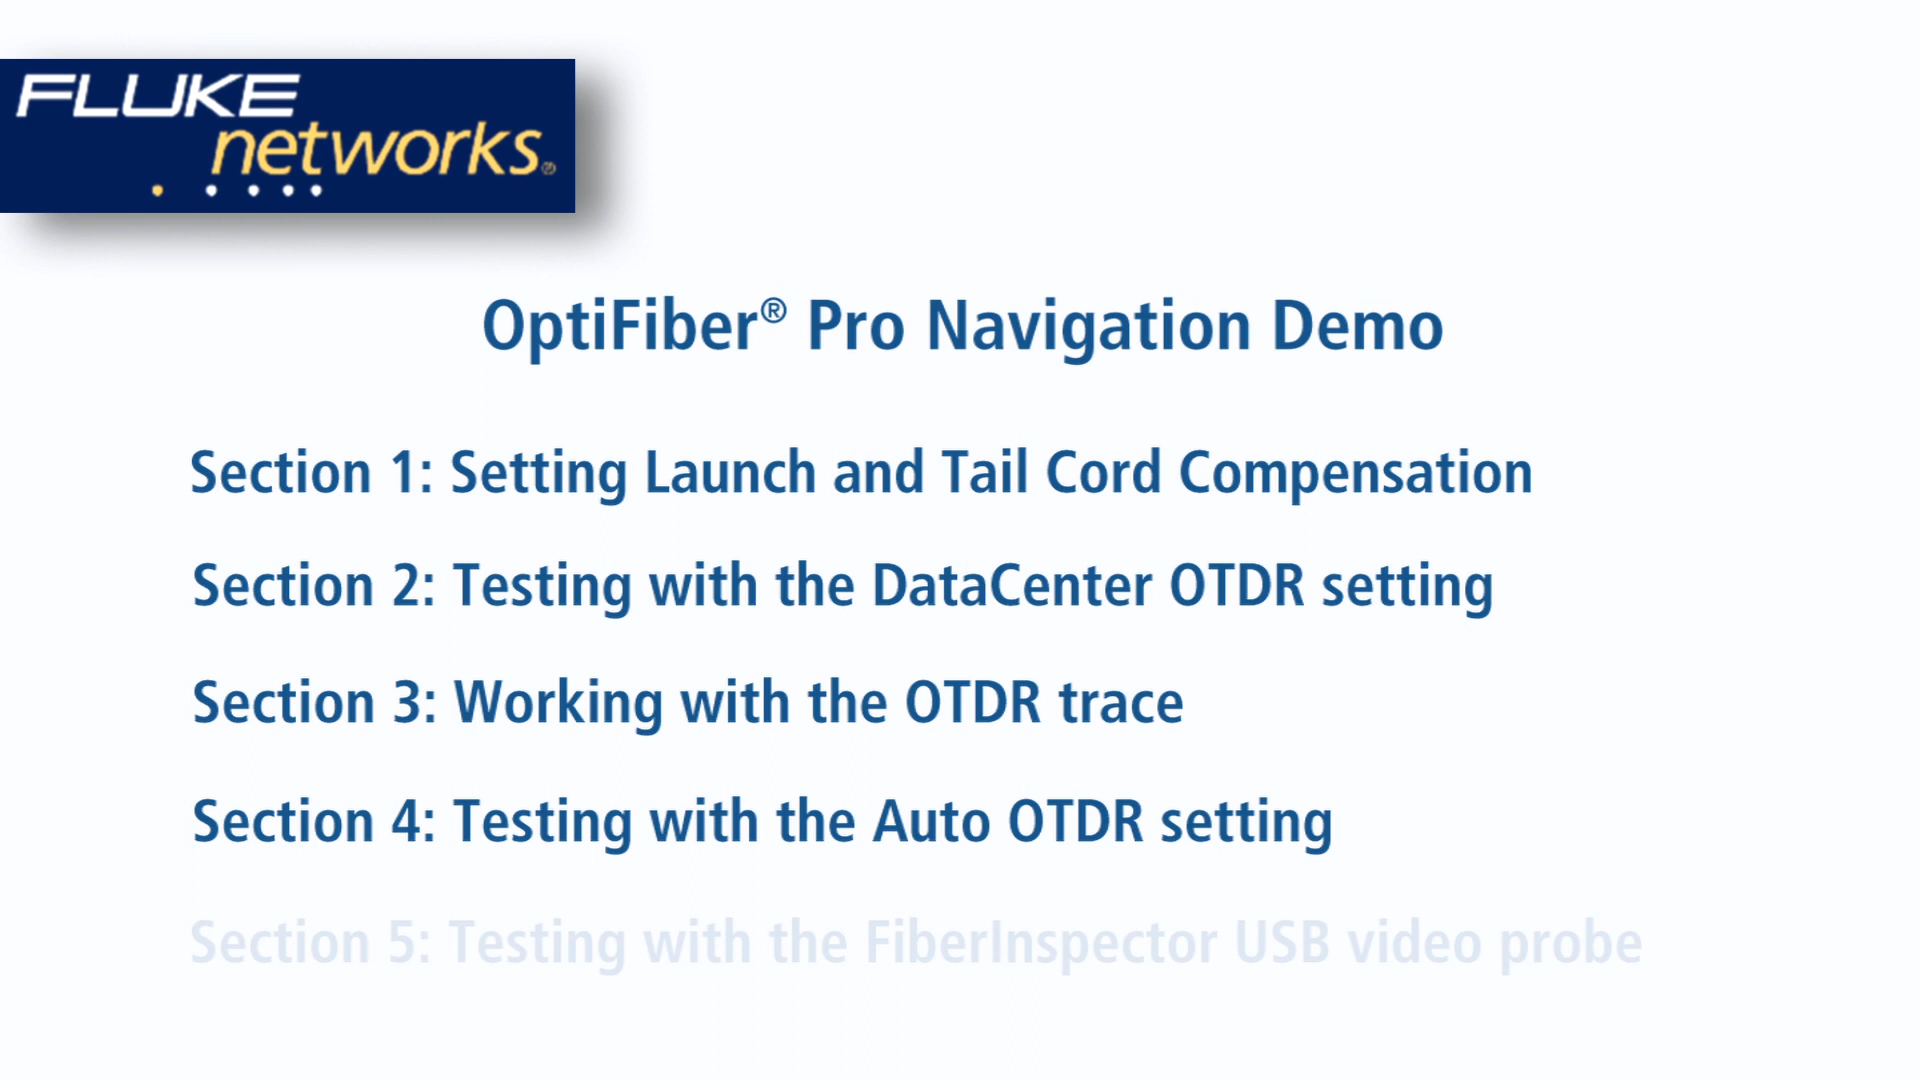 FLUKE
networks®
OptiFiber® Pro Navigation Demo
Section 1: Setting Launch and Tail Cord Compensation
Section 2: Testing with the DataCenter OTDR setting
Section 3: Working with the OTDR trace
Section 4: Testing with the Auto OTDR setting
Section 5: Testing with the FiberInspector USB video probe